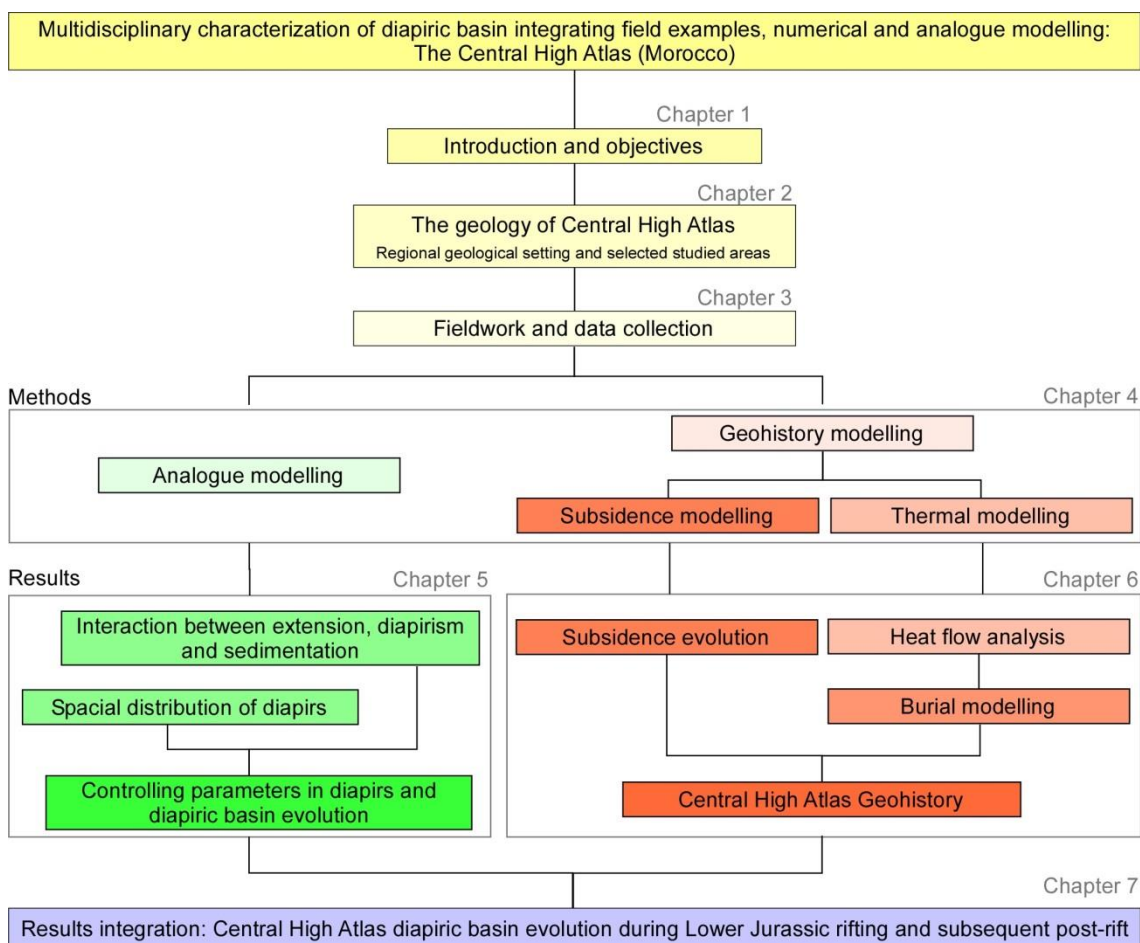 Multidisciplinary characterization of diapiric basin integrating field examples, numerical and analogue modelling:
The Central High Atlas (Morocco)
Chapter 1
Introduction and objectives
Chapter 2
The geology of Central High Atlas
Regional geological setting and selected studied areas
Chapter 3
Fieldwork and data collection
Methods
Chapter 4
Analogue modelling
Geohistory modelling
Subsidence modelling
Thermal modelling
Results
Chapter 5
Interaction between extension, diapirism
and sedimentation
Spacial distribution of diapirs
Controlling parameters in diapirs and
diapiric basin evolution
Chapter 6
Subsidence evolution
Heat flow analysis
Burial modelling
Central High Atlas Geohistory
Chapter 7
Results integration: Central High Atlas diapiric basin evolution during Lower Jurassic rifting and subsequent post-rift